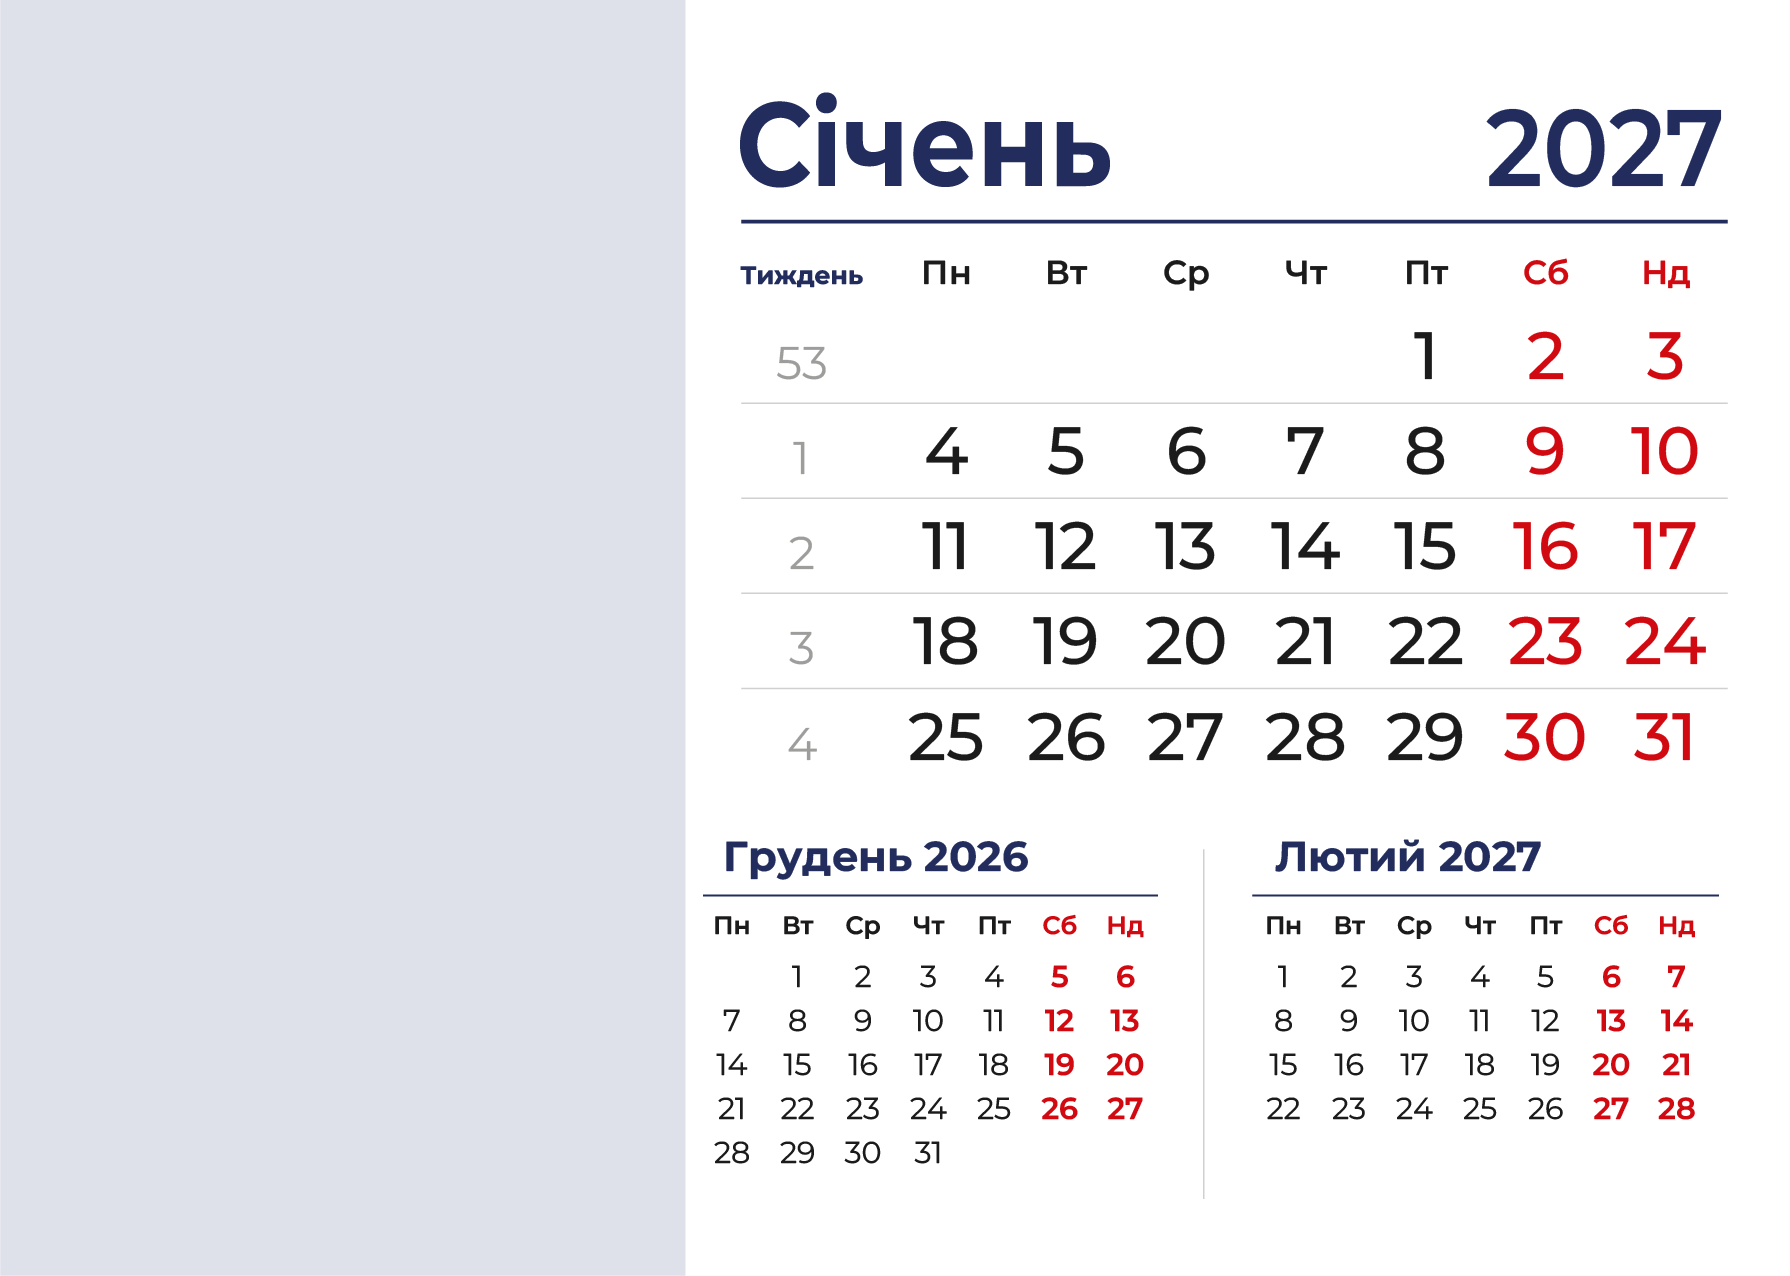 Січень 2027
Тиждень Пн Вт Ср Чт Пт Сб Нд
53 1 2 3
1 4 5 6 7 8 9 10
2 11 12 13 14 15 16 17
3 18 19 20 21 22 23 24
4 25 26 27 28 29 30 31
Грудень 2026
Пн Вт Ср Чт Пт Сб Нд
1 2 3 4 5 6
7 8 9 10 11 12 13
14 15 16 17 18 19 20
21 22 23 24 25 26 27
28 29 30 31
Лютий 2027
Пн Вт Ср Чт Пт Сб Нд
1 2 3 4 5 6 7
8 9 10 11 12 13 14
15 16 17 18 19 20 21
22 23 24 25 26 27 28